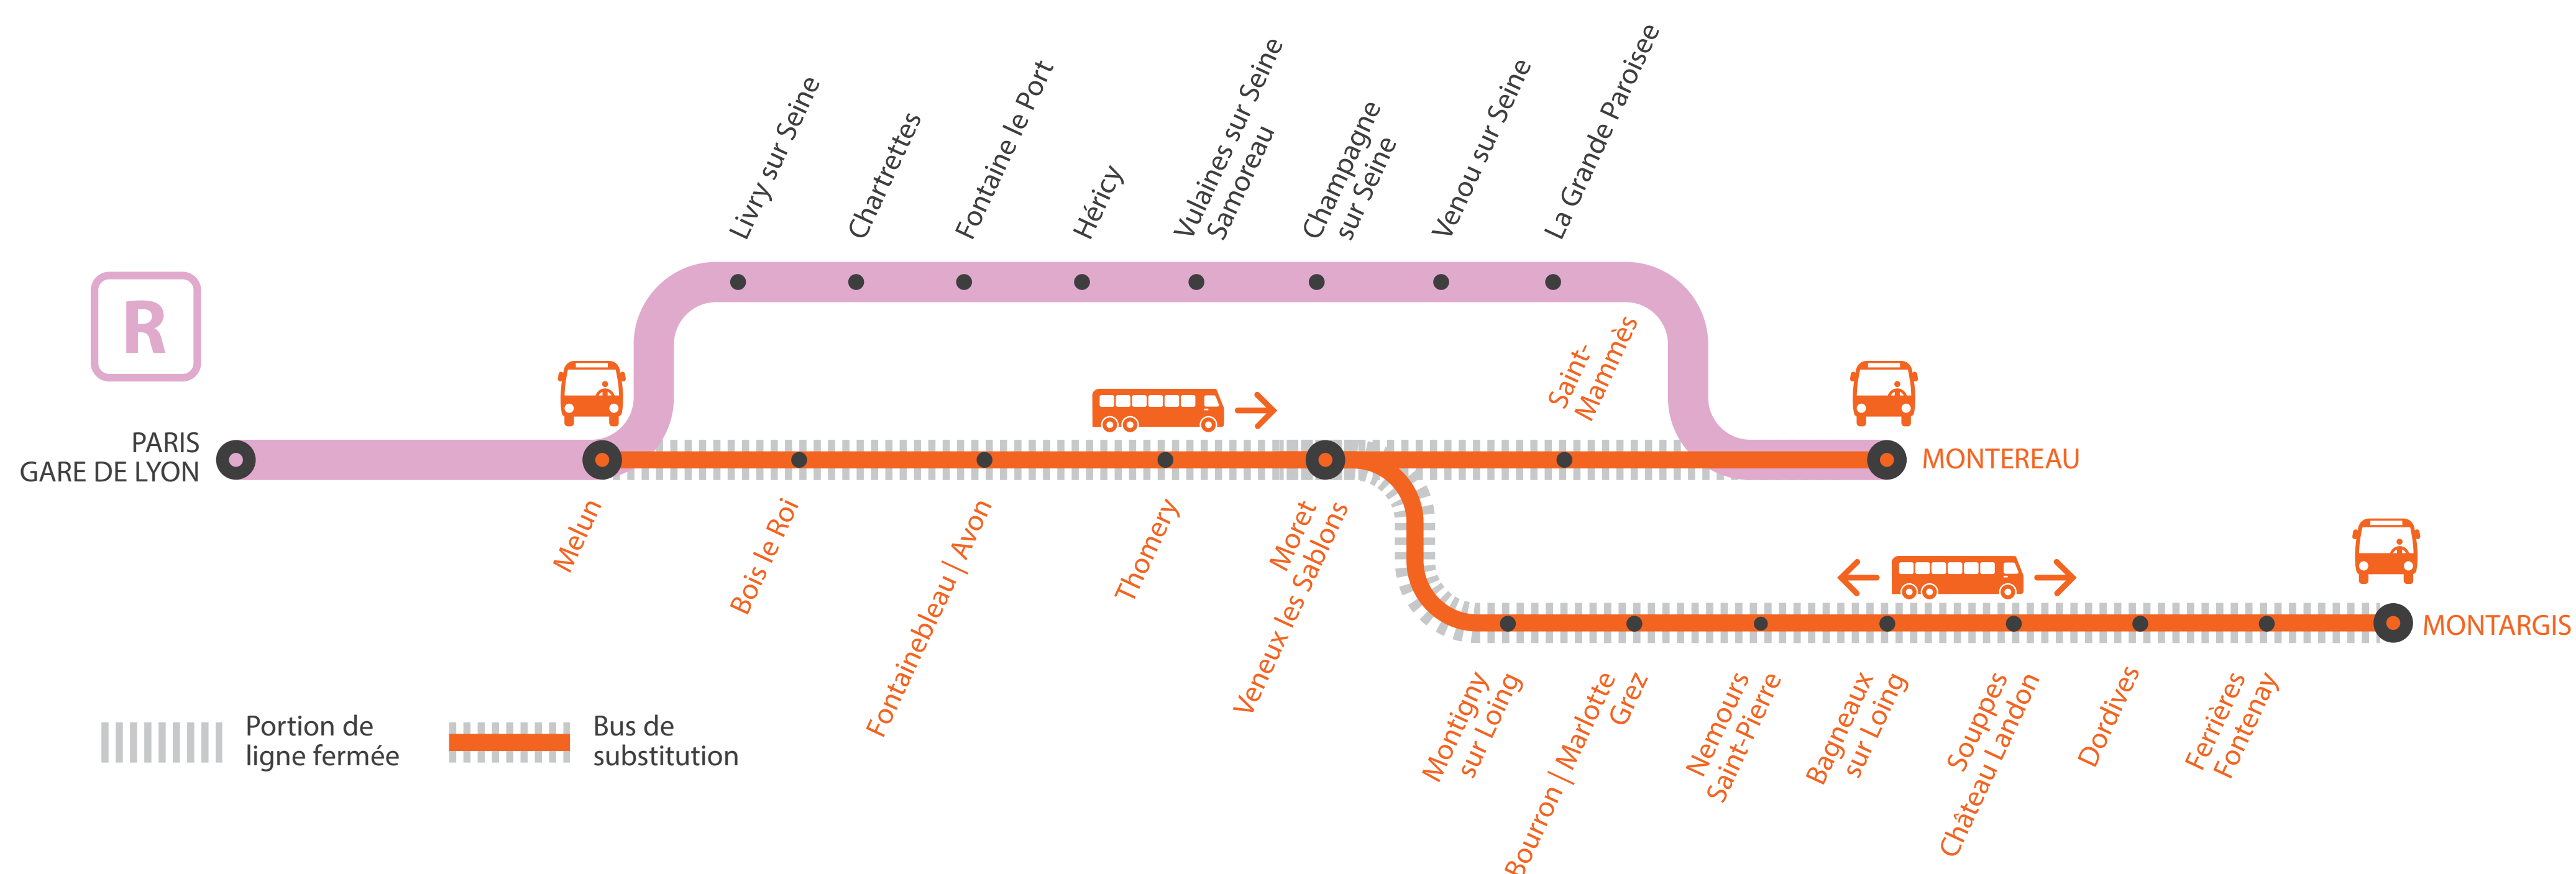 Livry sur Seine
Chartrettes
Fontaine le Port
Héricy
Vulaines sur Seine
Samoreau
Champagne
sur Seine
Venou sur Seine
La Grande Paroisee
R
Saint-
Mammès
PARIS
GARE DE LYON
MONTEREAU
Melun
Bois le Roi
Fontainebleau | Avon
Thomery
Moret
Veneux les Sablons
MONTARGIS
Montigny
sur Loing
Bourron | Marlotte
Grez
Nemours
Saint-Pierre
Bagneaux
sur Loing
Souppes
Château Landon
Dordives
Ferrières
Fontenay
Portion de
ligne fermée
Bus de
substitution